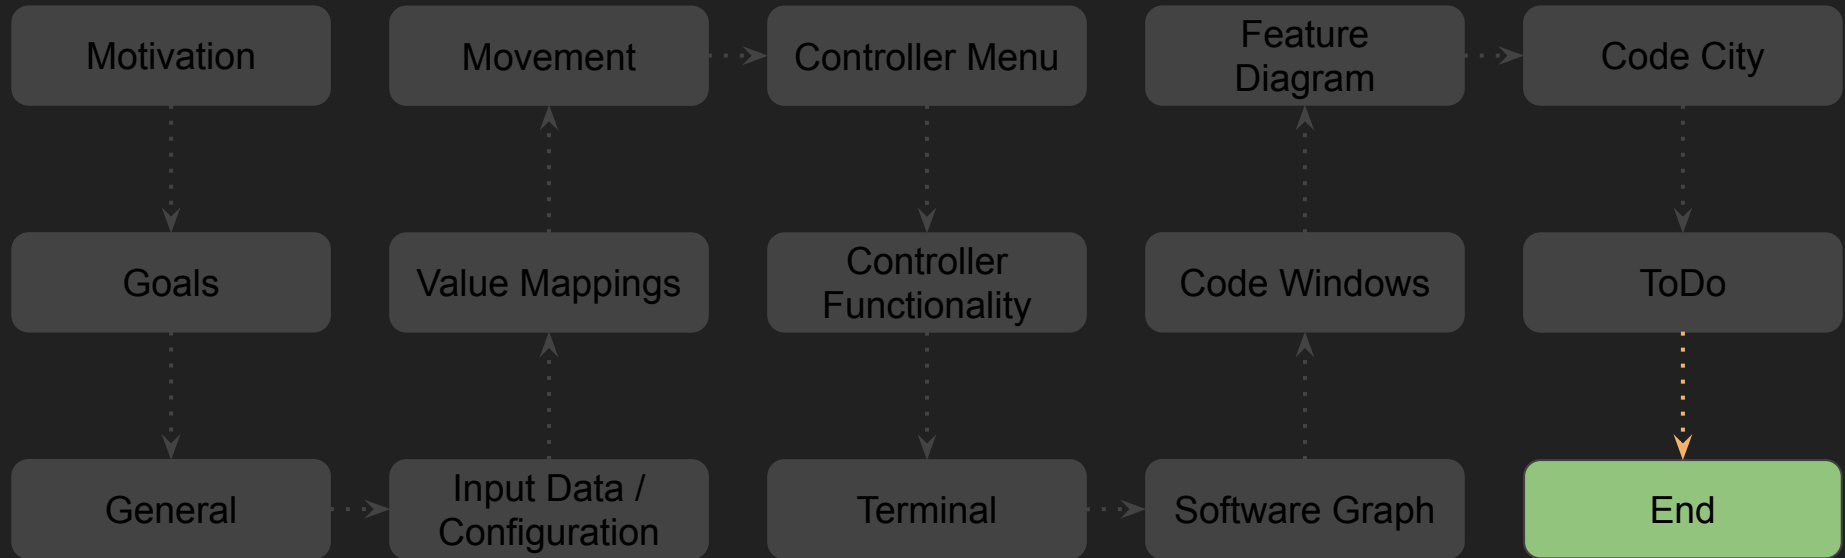 Motivation
Movement
Controller Menu
Feature
Diagram
Code City
Goals
Value Mappings
Controller
Functionality
Code Windows
ToDo
General
Input Data /
Configuration
Terminal
Software Graph
End